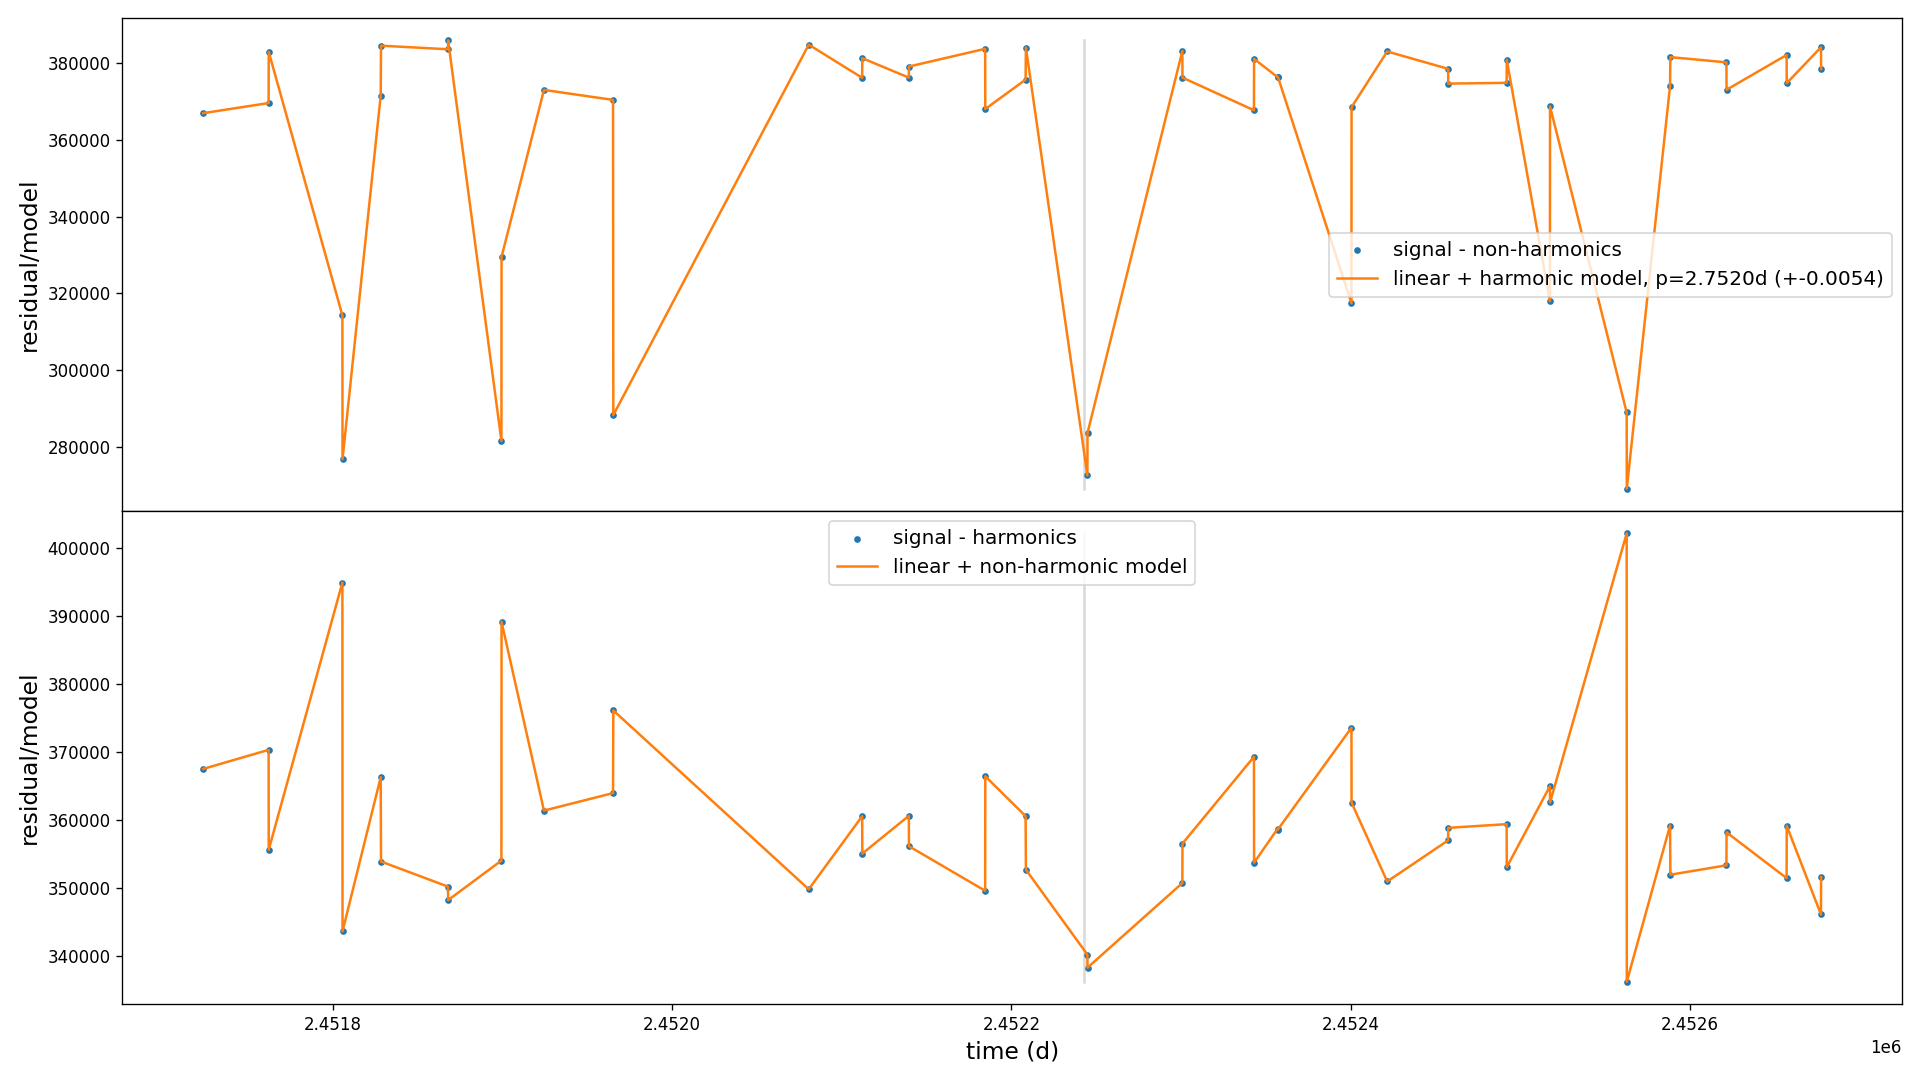 380000
360000
340000
320000
300000
280000
residual/model
signal - non-harmonics
linear + harmonic model, p=2.7520d (+-0.0054)
400000
390000
380000
370000
360000
350000
340000
residual/model
signal - harmonics
linear + non-harmonic model
2.4518
2.4520
2.4522
2.4524
2.4526
1e6
time (d)